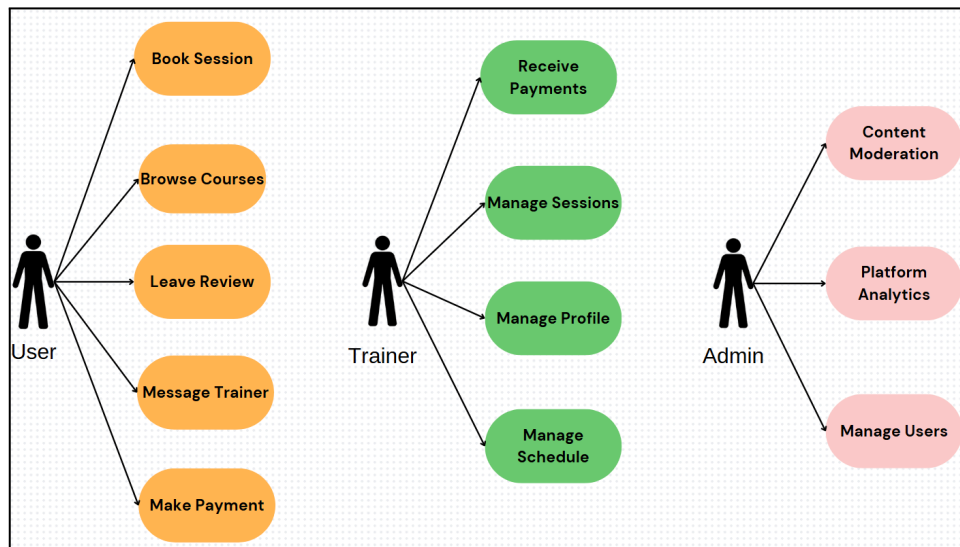 Book Session
Browse Courses
Leave Review
Message Trainer
Make Payment
User
Receive
Payments
Manage Sessions
Manage Profile
Manage
Schedule
Trainer
Content
Moderation
Platform
Analytics
Manage Users
Admin